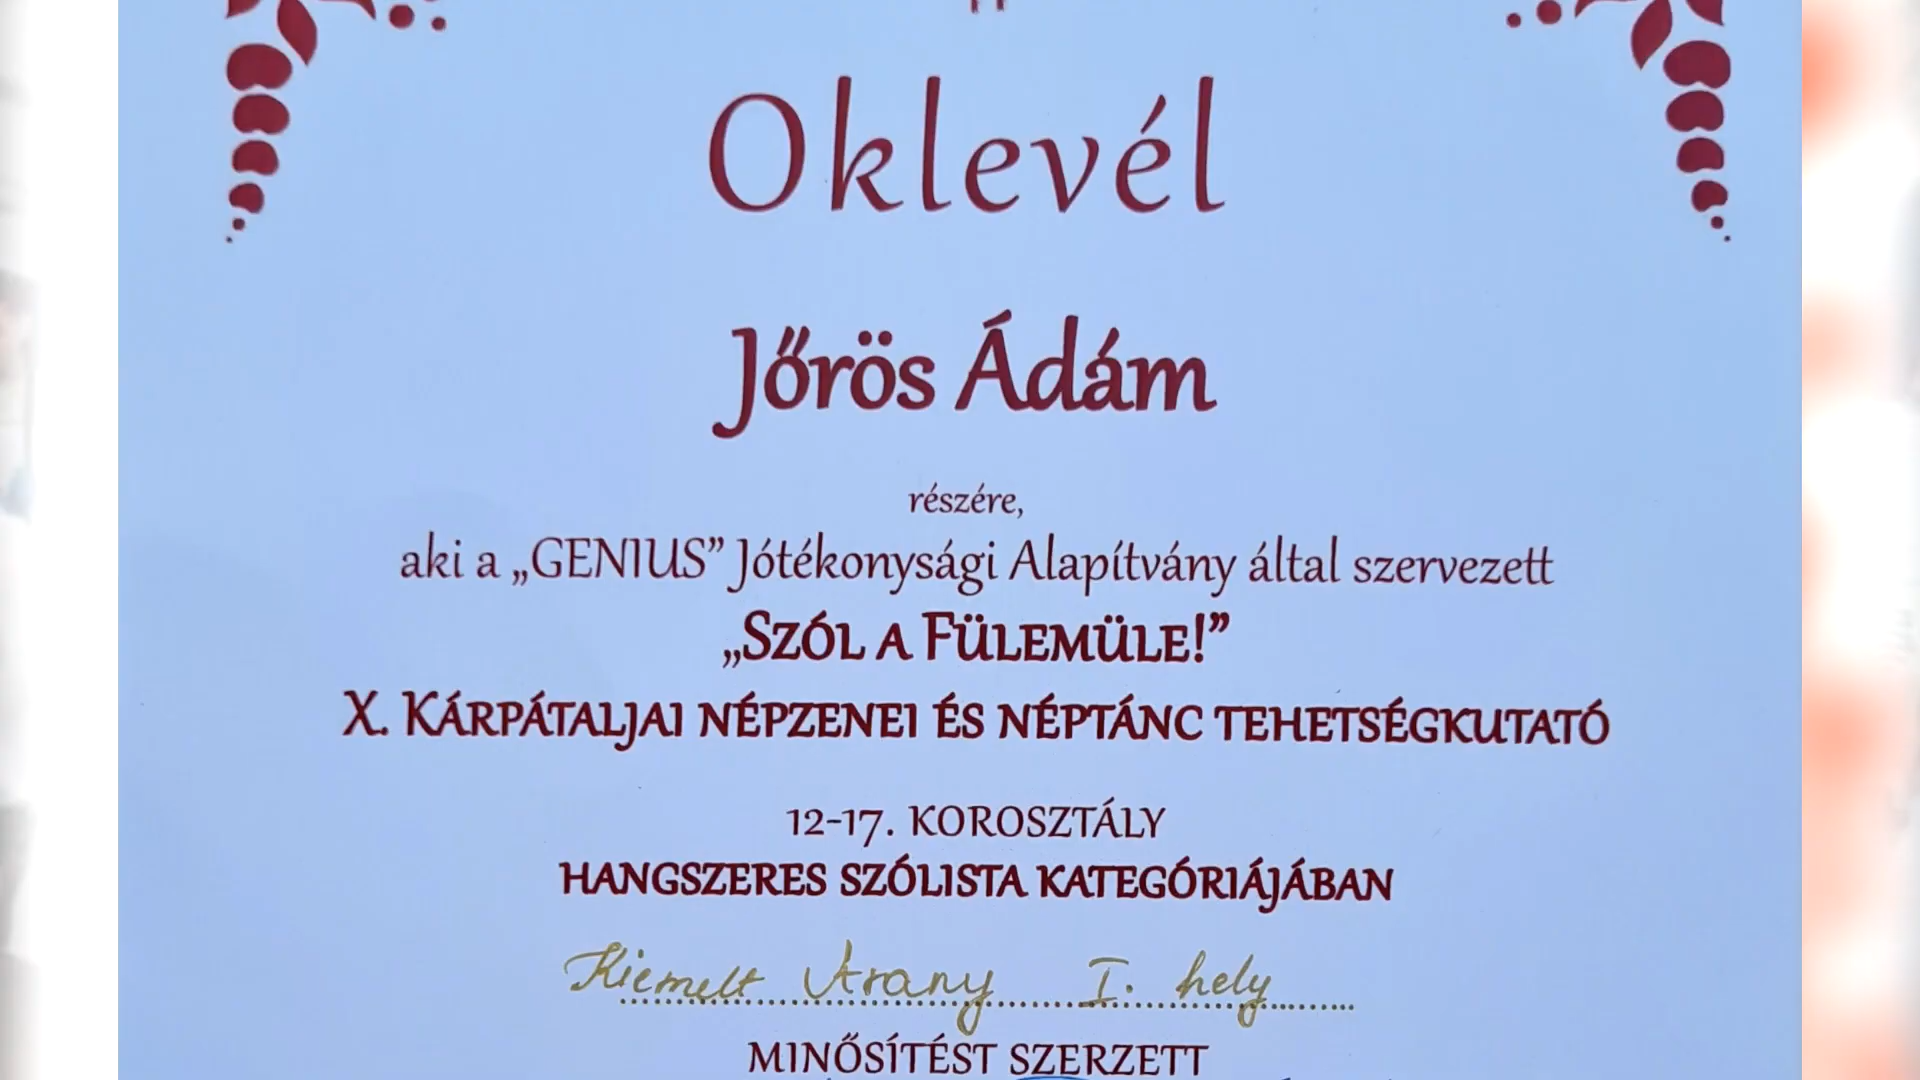 Oklevél
Jőrös Ádám
részére,
aki a „GENIUS” Jótékonysági Alapítvány által szervezett
„Szól a Fülemüle!”
X. Kárpátaljai népzenei és néptánc tehetségkutató
12-17. KOROSZTÁLY
HANGSZERES SZÓLISTA KATEGÓRIÁJÁBAN
Kiemelt Arany I. hely
MINŐSÍTÉST SZERZETT